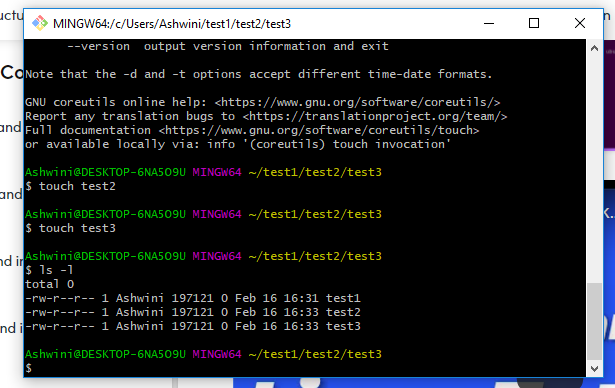 MINGW64:/c/Users/Ashwini/test1/test2/test3
--version  output version information and exit
Note that the -d and -t options accept different time-date formats.
GNU coreutils online help: <https://www.gnu.org/software/coreutils/>
Report any translation bugs to <https://translationproject.org/team/>
Full documentation <https://www.gnu.org/software/coreutils/touch>
or available locally via: info '(coreutils) touch invocation'
Ashwini@DESKTOP-6NA5O9U MINGW64 ~/test1/test2/test3
$ touch test2
Ashwini@DESKTOP-6NA5O9U MINGW64 ~/test1/test2/test3
$ touch test3
Ashwini@DESKTOP-6NA5O9U MINGW64 ~/test1/test2/test3
$ ls -l
total 0
-rw-r--r-- 1 Ashwini 197121 0 Feb 16 16:31 test1
-rw-r--r-- 1 Ashwini 197121 0 Feb 16 16:33 test2
-rw-r--r-- 1 Ashwini 197121 0 Feb 16 16:33 test3
Ashwini@DESKTOP-6NA5O9U MINGW64 ~/test1/test2/test3
$